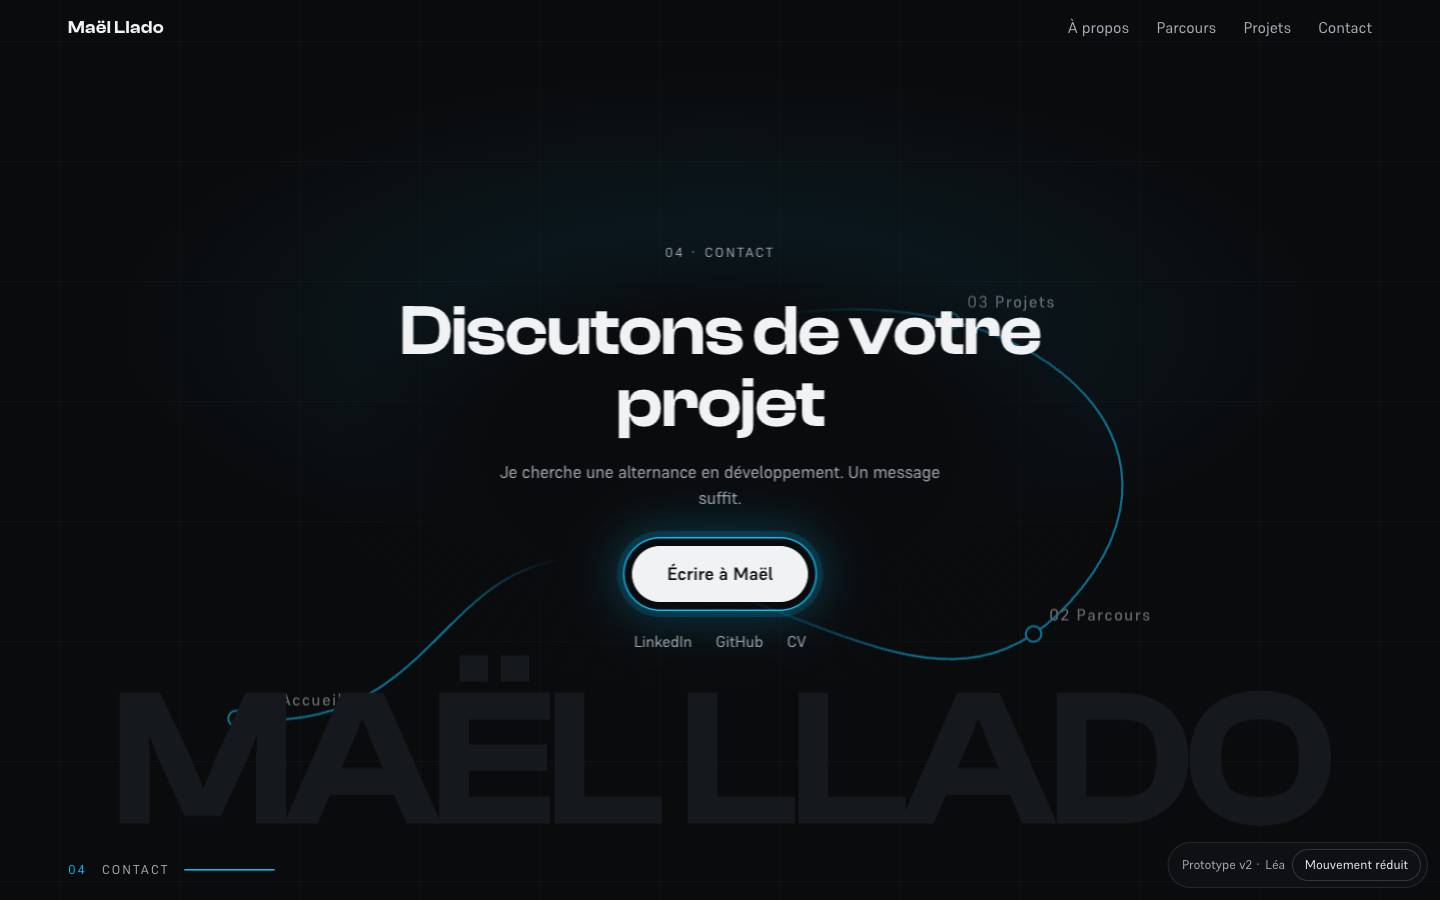 Maël Llado
À propos
Parcours
Projets
Contact
04 · CONTACT
03 Projets
Discutons de votre
projet
Je cherche une alternance en développement. Un message
suffit.
Écrire à Maël
02 Parcours
LinkedIn
GitHub
CV
Accueil
MAËL LLADO
04 CONTACT
Prototype v2 · Léa
Mouvement réduit